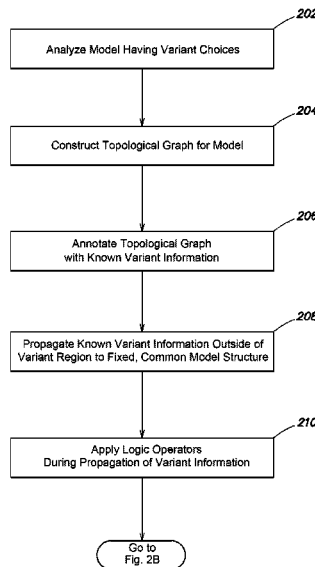 202
Analyze Model Having Variant Choices
204
Construct Topological Graph for Model
206
Annotate Topological Graph
with Known Variant Information
208
Propagate Known Variant Information Outside of
Variant Region to Fixed, Common Model Structure
210
Apply Logic Operators
During Propagation of Variant Information
Go to
Fig. 2B